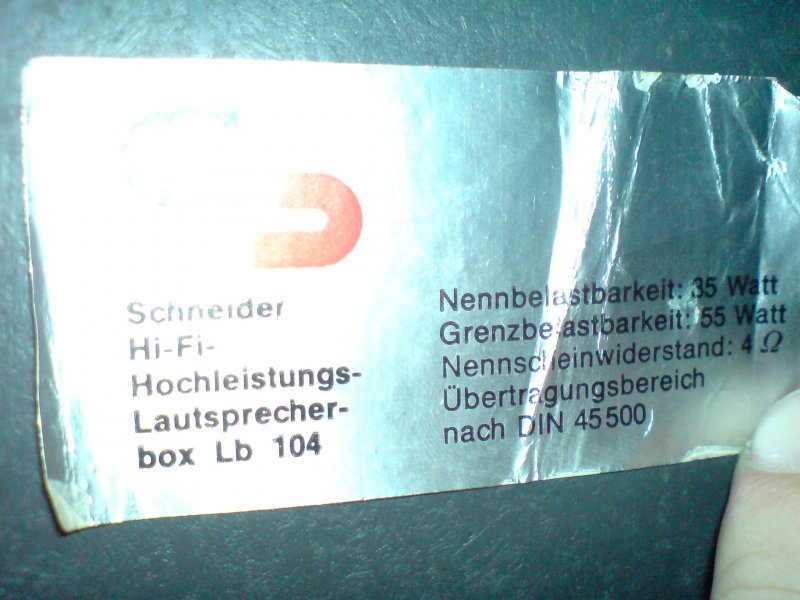 Schneider
Hi-Fi-
Hochleistungs-
Lautsprecher-
box Lb 104
Nennbelastbarkeit: 35 Watt
Grenzbelastbarkeit: 55 Watt
Nennscheinwiderstand: 4 Ω
Übertragungsbereich
nach DIN 45500